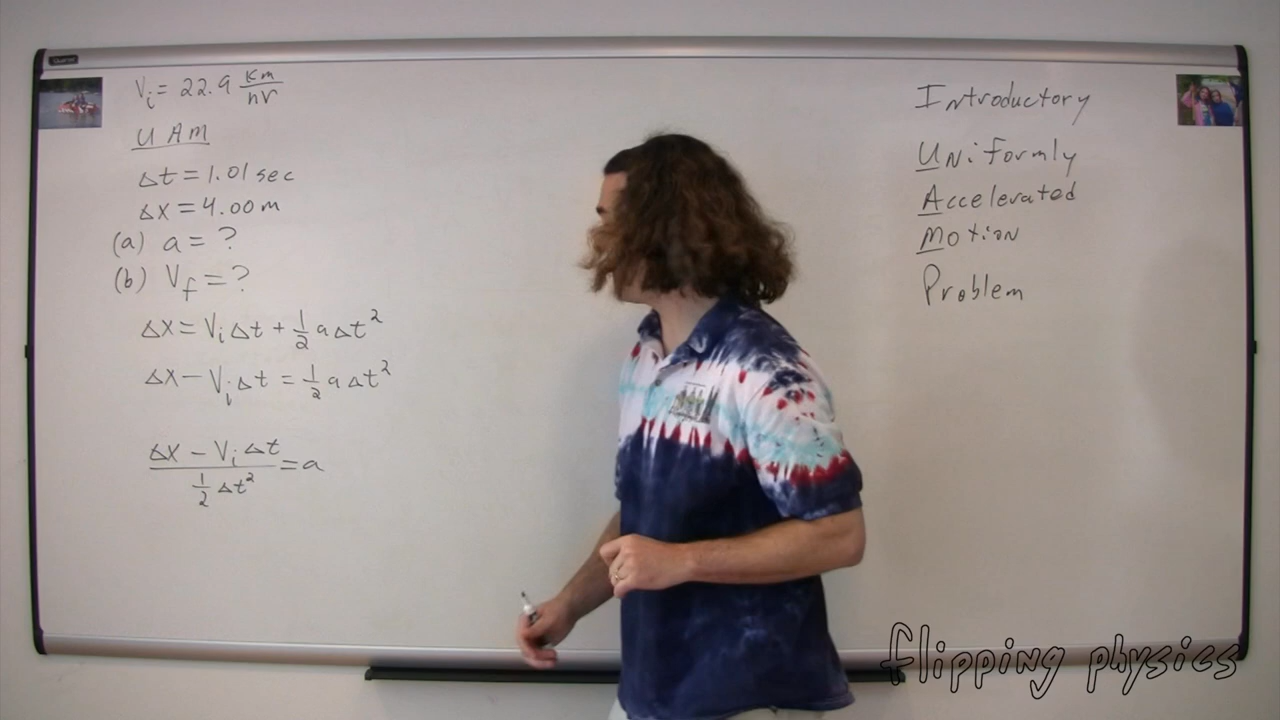 Vᵢ = 22.9 km/hr
UAM
Δt = 1.01 sec
Δx = 4.00 m
(a) a = ?
(b) V_f = ?
Δx = Vᵢ Δt + 1/2 a Δt²
Δx − Vᵢ Δt = 1/2 a Δt²
(Δx − Vᵢ Δt) / (1/2 Δt²) = a
Introductory
Uniformly
Accelerated
Motion
Problem
flipping physics